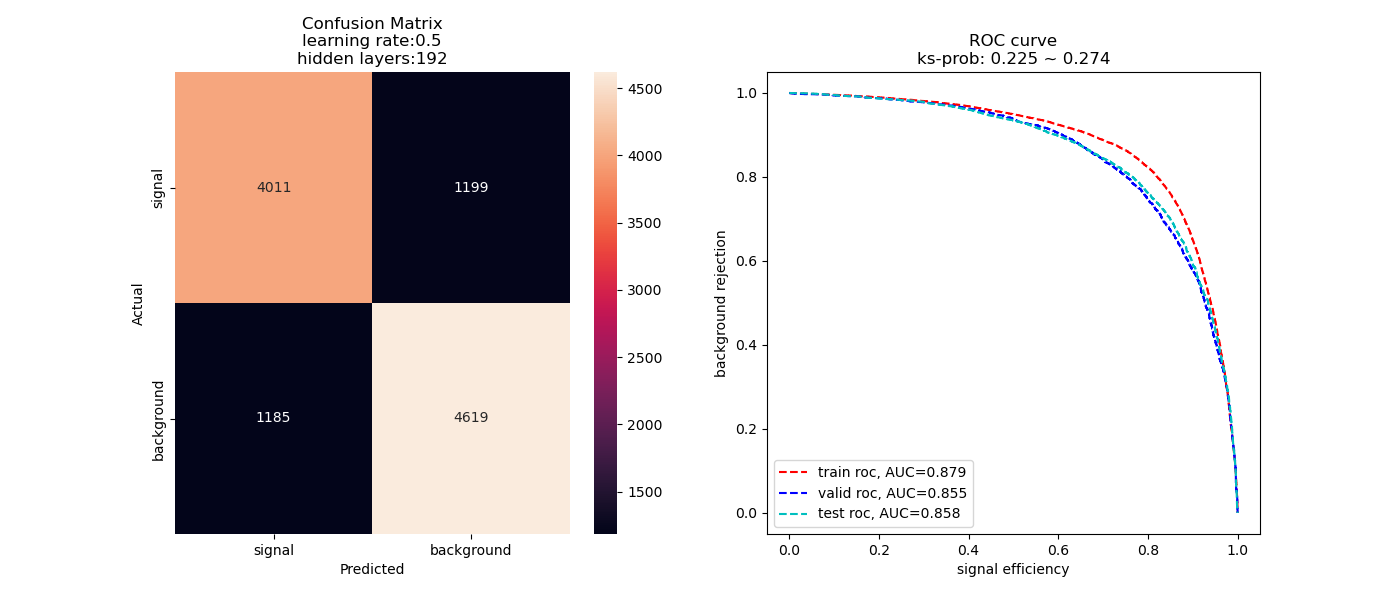 Confusion Matrix
learning rate:0.5
hidden layers:192
signal
background
Actual
4011
1199
1185
4619
signal
background
Predicted
4500
4000
3500
3000
2500
2000
1500
ROC curve
ks-prob: 0.225 ~ 0.274
background rejection
1.0
0.8
0.6
0.4
0.2
0.0
train roc, AUC=0.879
valid roc, AUC=0.855
test roc, AUC=0.858
0.0
0.2
0.4
0.6
0.8
1.0
signal efficiency